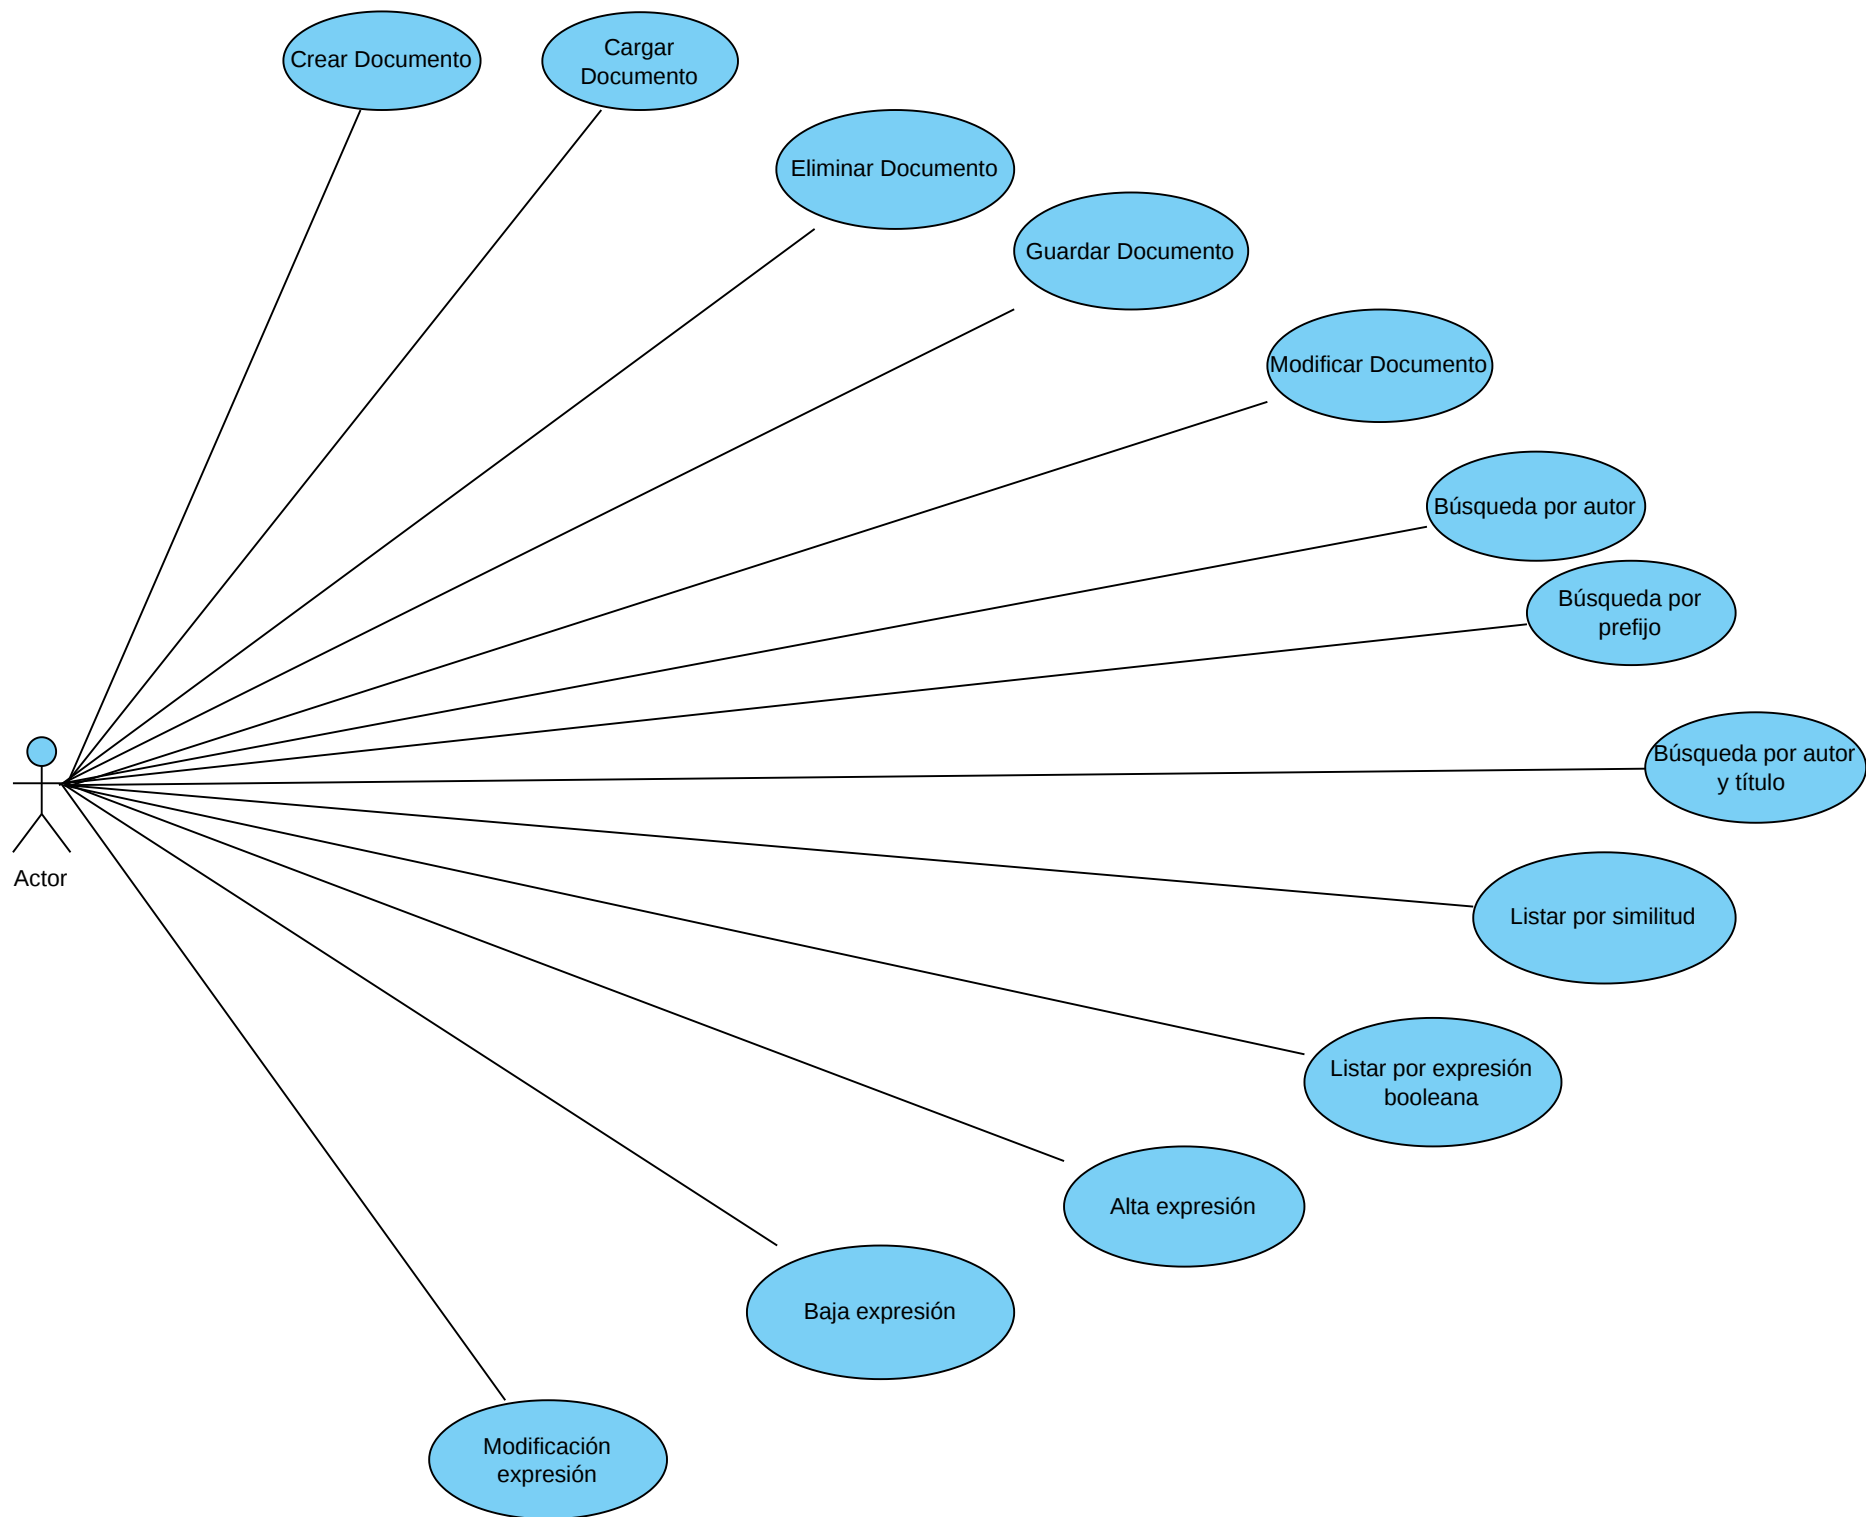 Crear Documento
Cargar
Documento
Eliminar Documento
Guardar Documento
Modificar Documento
Búsqueda por autor
Búsqueda por
prefijo
Búsqueda por autor
y título
Actor
Listar por similitud
Listar por expresión
booleana
Alta expresión
Baja expresión
Modificación
expresión